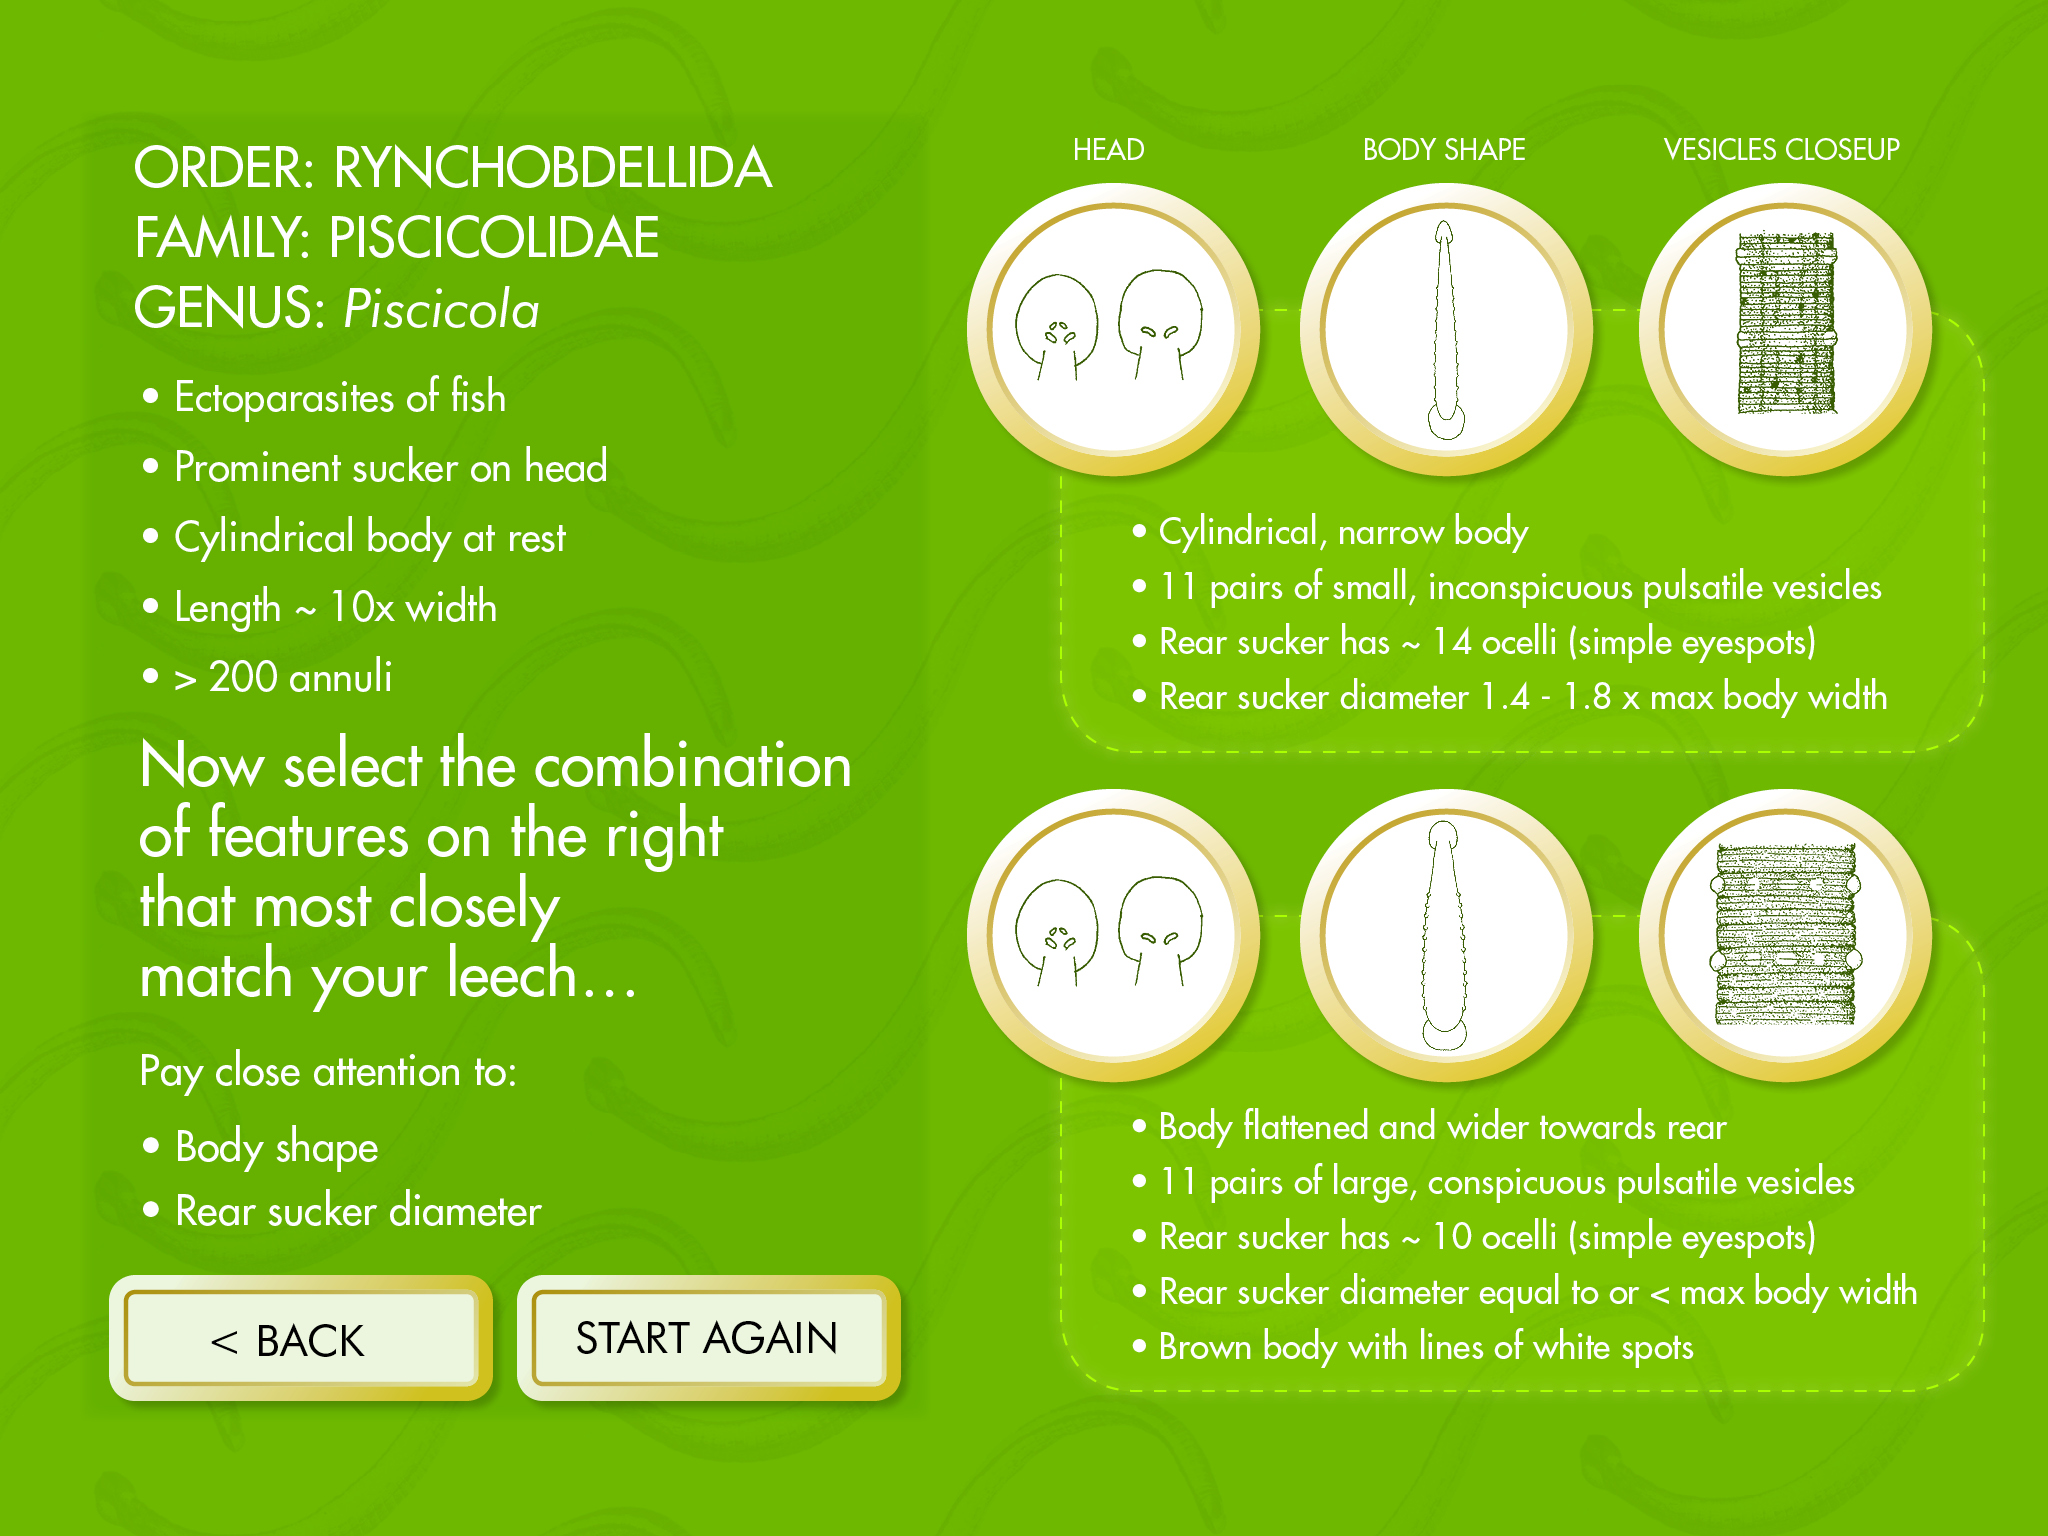 ORDER: RYNCHOBDELLIDA
FAMILY: PISCICOLIDAE
GENUS: Piscicola
• Ectoparasites of fish
• Prominent sucker on head
• Cylindrical body at rest
• Length ~ 10x width
• > 200 annuli
Now select the combination
of features on the right
that most closely
match your leech…
Pay close attention to:
• Body shape
• Rear sucker diameter
< BACK
START AGAIN
HEAD
BODY SHAPE
VESICLES CLOSEUP
• Cylindrical, narrow body
• 11 pairs of small, inconspicuous pulsatile vesicles
• Rear sucker has ~ 14 ocelli (simple eyespots)
• Rear sucker diameter 1.4 - 1.8 x max body width
• Body flattened and wider towards rear
• 11 pairs of large, conspicuous pulsatile vesicles
• Rear sucker has ~ 10 ocelli (simple eyespots)
• Rear sucker diameter equal to or < max body width
• Brown body with lines of white spots